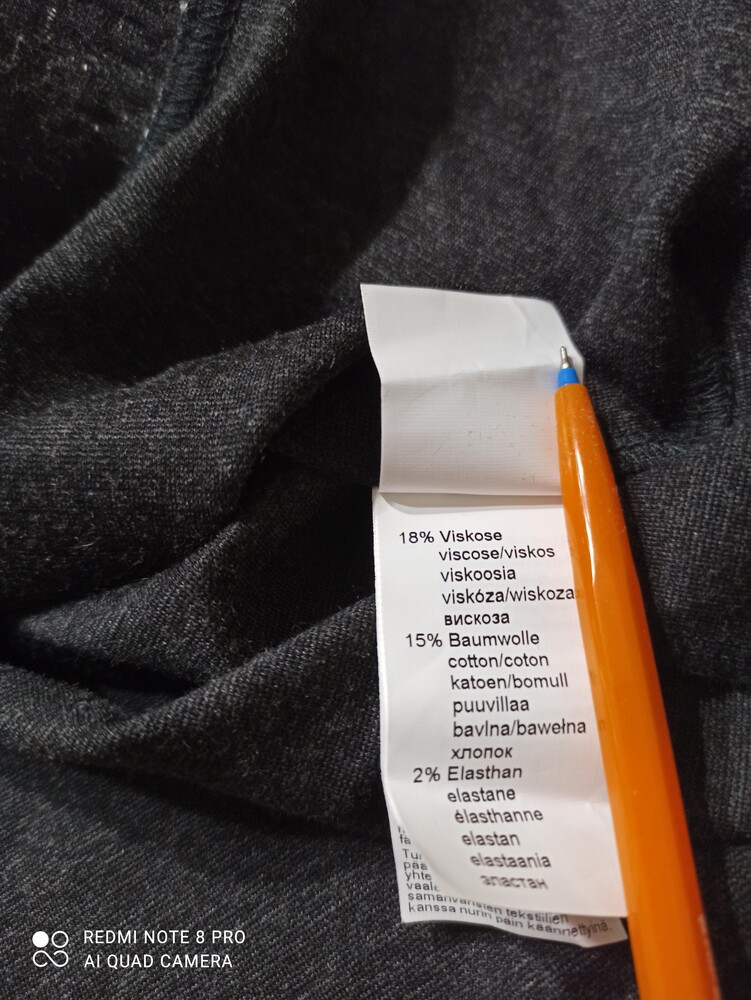 18% Viskose
viscose/viskos
viskoosia
viskóza/wiskoza
вискоза
15% Baumwolle
cotton/coton
katoen/bomull
puuvillaa
bavlna/bawełna
хлопок
2% Elasthan
elastane
élasthanne
elastan
elastaania
эластан
samanväristen tekstiilien
kanssa nurin päin käännettyinä.
REDMI NOTE 8 PRO
AI QUAD CAMERA